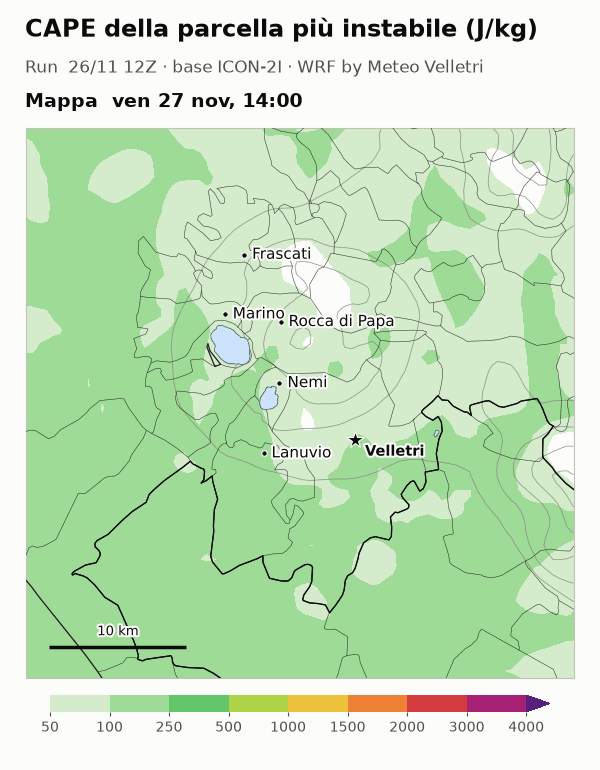 CAPE della parcella più instabile (J/kg)
Run  26/11 12Z · base ICON-2I · WRF by Meteo Velletri
Mappa  ven 27 nov, 14:00
Frascati
Marino
Rocca di Papa
Nemi
Velletri
Lanuvio
10 km
50 100 250 500 1000 1500 2000 3000 4000